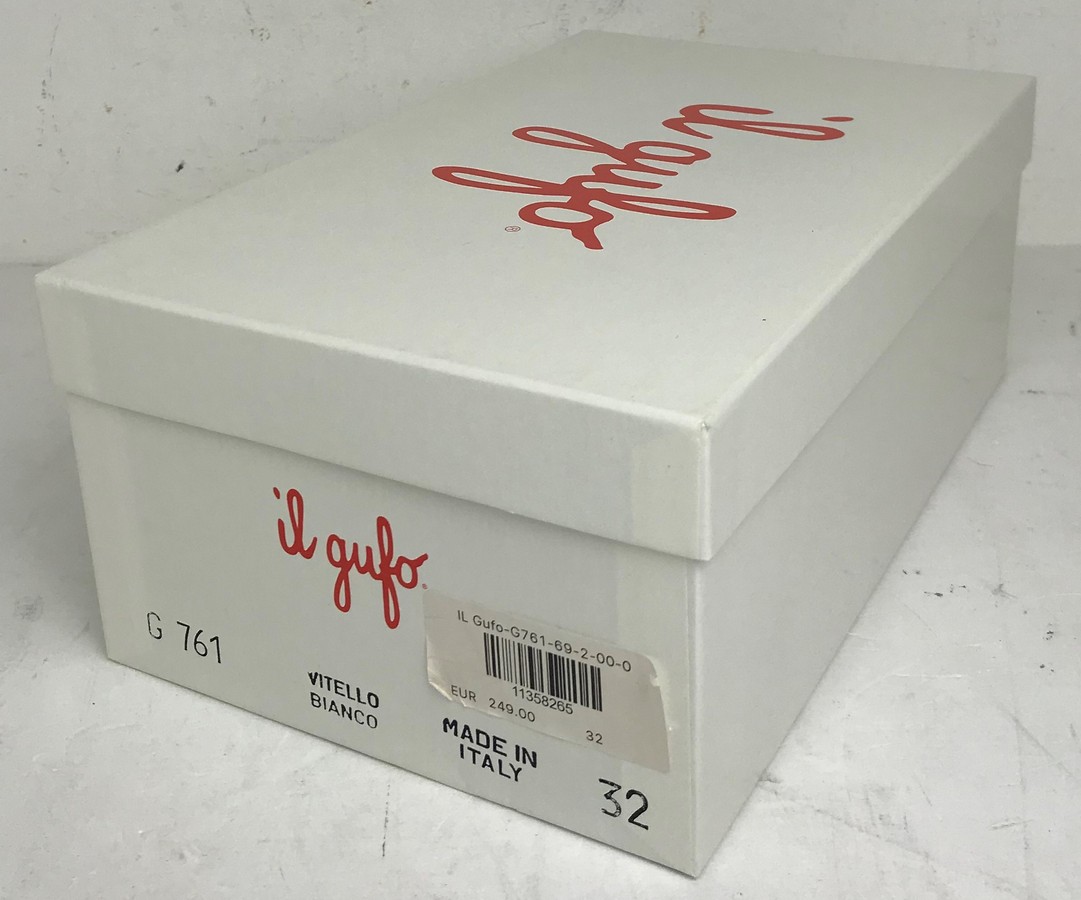 il gufo
®
il gufo
G 761
VITELLO
BIANCO
MADE IN
ITALY
IL Gufo-G761-69-2-00-0
11358265
EUR 249.00
32
32